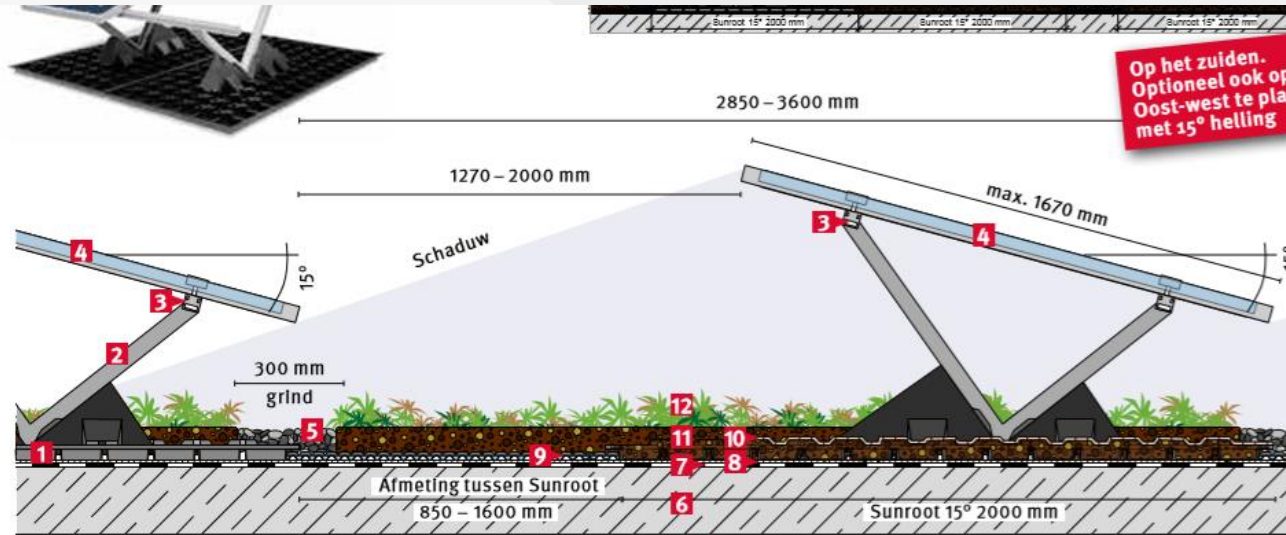 Sunroot 15° 2000 mm
Sunroot 15° 2000 mm
Sunroot 15° 2000 mm
Op het zuiden.
Optioneel ook op
Oost-west te
met 15° helling
2850 – 3600 mm
1270 – 2000 mm
max. 1670 mm
Schaduw
3
4
4
15°
15°
3
2
300 mm
grind
12
5
11
10
1
9
7
8
Afmeting tussen Sunroot
6
850 – 1600 mm
Sunroot 15° 2000 mm